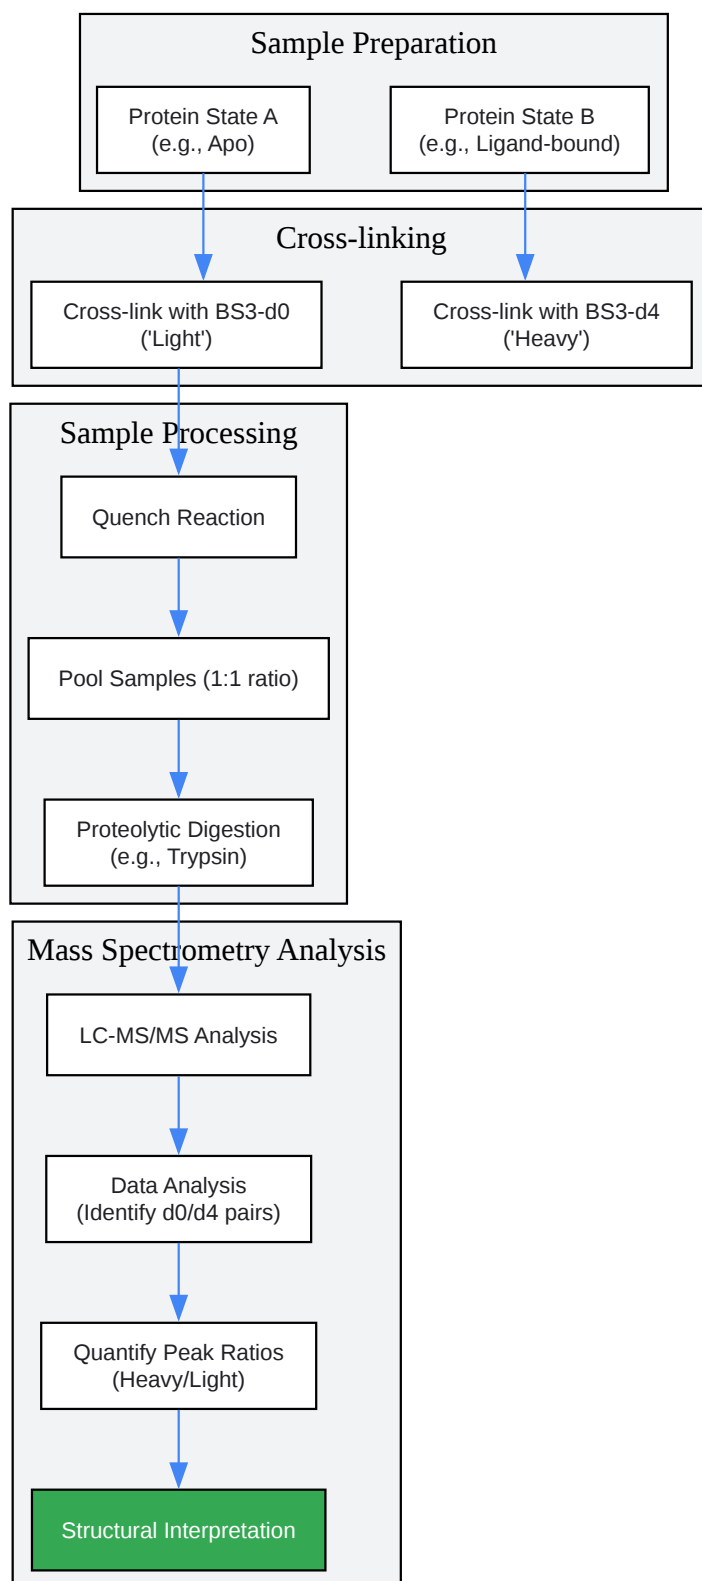 Sample Preparation
Protein State A
(e.g., Apo)
Protein State B
(e.g., Ligand-bound)
Cross-linking
Cross-link with BS3-d0
('Light')
Cross-link with BS3-d4
('Heavy')
Sample Processing
Quench Reaction
Pool Samples (1:1 ratio)
Proteolytic Digestion
(e.g., Trypsin)
Mass Spectrometry Analysis
LC-MS/MS Analysis
Data Analysis
(Identify d0/d4 pairs)
Quantify Peak Ratios
(Heavy/Light)
Structural Interpretation